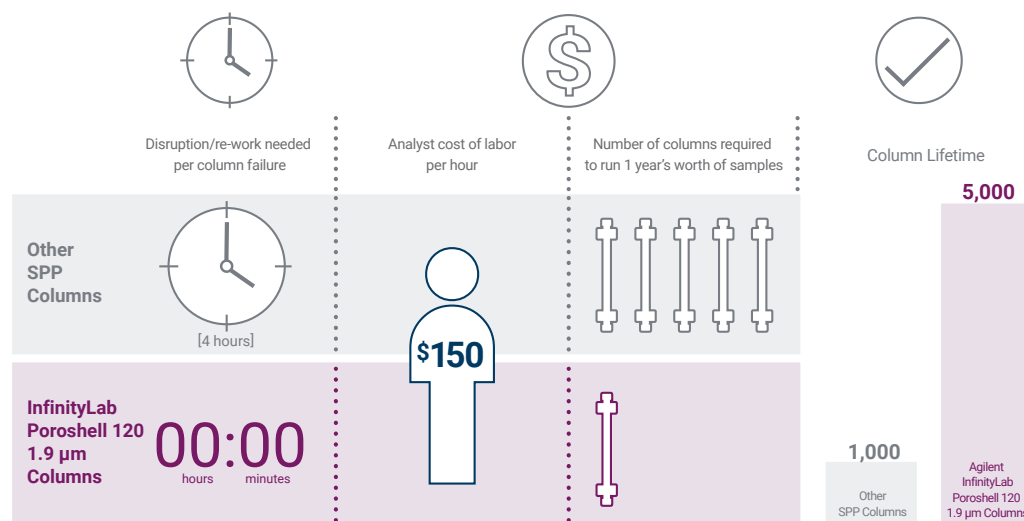 Disruption/re-work needed
per column failure
Analyst cost of labor
per hour
Number of columns required
to run 1 year's worth of samples
Column Lifetime
Other
SPP
Columns
[4 hours]
$150
InfinityLab
Poroshell 120
1.9 µm
Columns
00:00
hours minutes
1,000
Other
SPP Columns
5,000
Agilent
InfinityLab
Poroshell 120
1.9 µm Columns